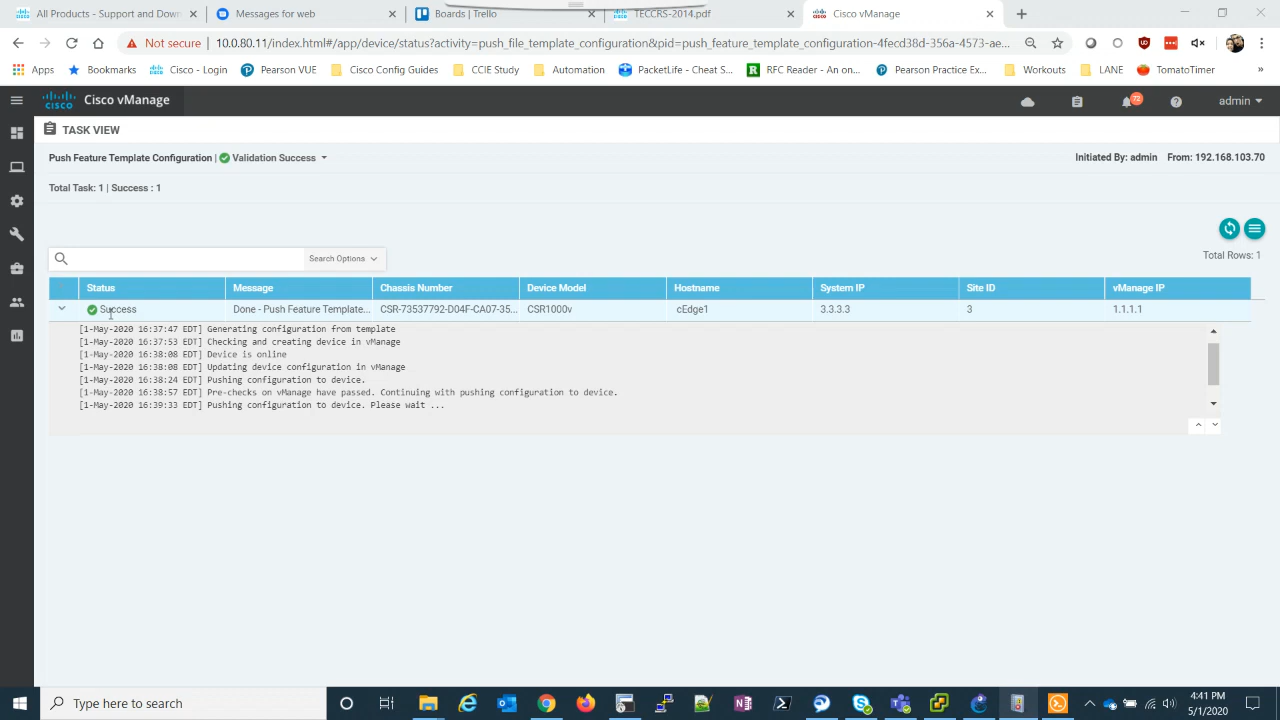 All Products - Support and Down
Messages for web
Boards | Trello
TECCRS-2014.pdf
Cisco vManage
Not secure
10.0.80.11/index.html#/app/device/status?activity=push_file_template_configuration&pid=push_feature_template_configuration-4fecd38d-356a-4573-ae...
Apps
Bookmarks
Cisco - Login
Pearson VUE
Cisco Config Guides
CCIE Study
Automation
PacketLife - Cheat S...
RFC Reader - An on...
Pearson Practice Ex...
Workouts
LANE
TomatoTimer
»
cisco
Cisco vManage
72
admin
TASK VIEW
Push Feature Template Configuration | Validation Success
Initiated By: admin From: 192.168.103.70
Total Task: 1 | Success : 1
Search Options
Total Rows: 1
Status Message Chassis Number Device Model Hostname System IP Site ID vManage IP
Success Done - Push Feature Template... CSR-73537792-D04F-CA07-35... CSR1000v cEdge1 3.3.3.3 3 1.1.1.1
[1-May-2020 16:37:47 EDT] Generating configuration from template
[1-May-2020 16:37:53 EDT] Checking and creating device in vManage
[1-May-2020 16:38:08 EDT] Device is online
[1-May-2020 16:38:08 EDT] Updating device configuration in vManage
[1-May-2020 16:38:24 EDT] Pushing configuration to device.
[1-May-2020 16:38:57 EDT] Pre-checks on vManage have passed. Continuing with pushing configuration to device.
[1-May-2020 16:39:33 EDT] Pushing configuration to device. Please wait ...
Type here to search
4:41 PM
5/1/2020